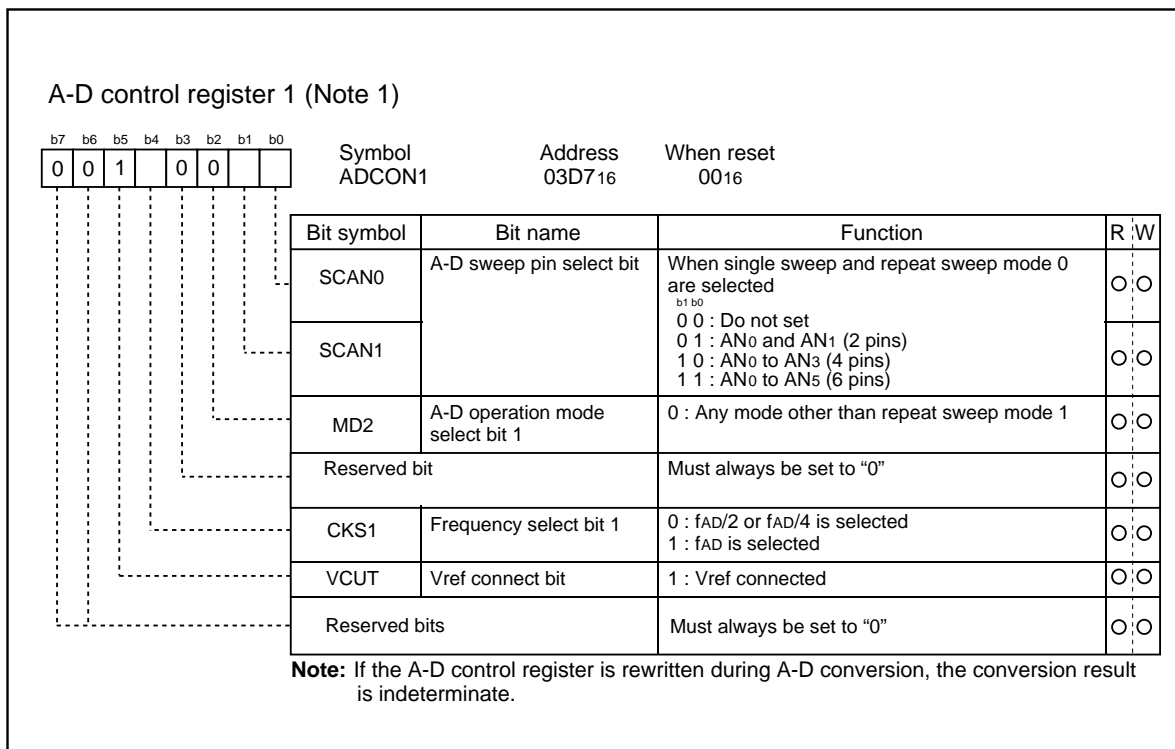 A-D control register 1 (Note 1)
b7 b6 b5 b4 b3 b2 b1 b0
0 0 1 0 0
Symbol Address When reset
ADCON1 03D716 0016
Bit symbol Bit name Function R W
SCAN0 A-D sweep pin select bit When single sweep and repeat sweep mode 0
are selected
b1 b0
0 0 : Do not set
0 1 : AN0 and AN1 (2 pins)
SCAN1
1 0 : AN0 to AN3 (4 pins)
1 1 : AN0 to AN5 (6 pins)
MD2 A-D operation mode
select bit 1 0 : Any mode other than repeat sweep mode 1
Reserved bit Must always be set to “0”
CKS1 Frequency select bit 1 0 : fAD/2 or fAD/4 is selected
1 : fAD is selected
VCUT Vref connect bit 1 : Vref connected
Reserved bits Must always be set to “0”
Note: If the A-D control register is rewritten during A-D conversion, the conversion result
is indeterminate.